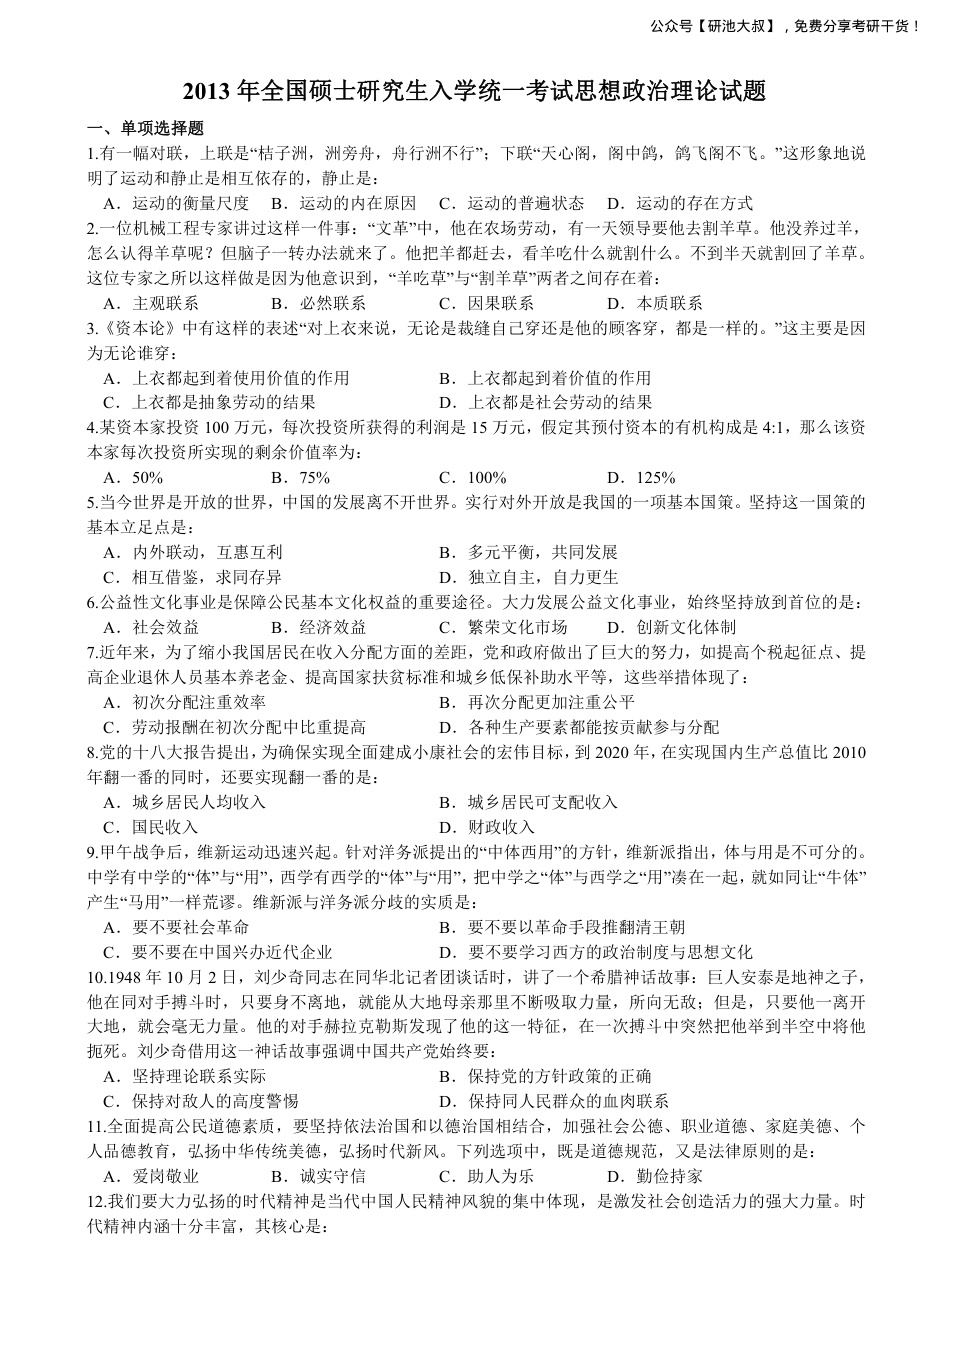 公众号【研池大叔】，免费分享考研干货！
2013 年全国硕士研究生入学统一考试思想政治理论试题
一、单项选择题
1.有一幅对联，上联是“桔子洲，洲旁舟，舟行洲不行”；下联“天心阁，阁中鸽，鸽飞阁不飞。”这形象地说
明了运动和静止是相互依存的，静止是：
A．运动的衡量尺度 B．运动的内在原因 C．运动的普遍状态 D．运动的存在方式
2.一位机械工程专家讲过这样一件事：“文革”中，他在农场劳动，有一天领导要他去割羊草。他没养过羊，
怎么认得羊草呢？但脑子一转办法就来了。他把羊都赶去，看羊吃什么就割什么。不到半天就割回了羊草。
这位专家之所以这样做是因为他意识到，“羊吃草”与“割羊草”两者之间存在着：
A．主观联系 B．必然联系 C．因果联系 D．本质联系
3.《资本论》中有这样的表述“对上衣来说，无论是裁缝自己穿还是他的顾客穿，都是一样的。”这主要是因
为无论谁穿：
A．上衣都起到着使用价值的作用 B．上衣都起到着价值的作用
C．上衣都是抽象劳动的结果 D．上衣都是社会劳动的结果
4.某资本家投资 100 万元，每次投资所获得的利润是 15 万元，假定其预付资本的有机构成是 4:1，那么该资
本家每次投资所实现的剩余价值率为：
A．50% B．75% C．100% D．125%
5.当今世界是开放的世界，中国的发展离不开世界。实行对外开放是我国的一项基本国策。坚持这一国策的
基本立足点是：
A．内外联动，互惠互利 B．多元平衡，共同发展
C．相互借鉴，求同存异 D．独立自主，自力更生
6.公益性文化事业是保障公民基本文化权益的重要途径。大力发展公益文化事业，始终坚持放到首位的是：
A．社会效益 B．经济效益 C．繁荣文化市场 D．创新文化体制
7.近年来，为了缩小我国居民在收入分配方面的差距，党和政府做出了巨大的努力，如提高个税起征点、提
高企业退休人员基本养老金、提高国家扶贫标准和城乡低保补助水平等，这些举措体现了：
A．初次分配注重效率 B．再次分配更加注重公平
C．劳动报酬在初次分配中比重提高 D．各种生产要素都能按贡献参与分配
8.党的十八大报告提出，为确保实现全面建成小康社会的宏伟目标，到 2020 年，在实现国内生产总值比 2010
年翻一番的同时，还要实现翻一番的是：
A．城乡居民人均收入 B．城乡居民可支配收入
C．国民收入 D．财政收入
9.甲午战争后，维新运动迅速兴起。针对洋务派提出的“中体西用”的方针，维新派指出，体与用是不可分的。
中学有中学的“体”与“用”，西学有西学的“体”与“用”，把中学之“体”与西学之“用”凑在一起，就如同让“牛体”
产生“马用”一样荒谬。维新派与洋务派分歧的实质是：
A．要不要社会革命 B．要不要以革命手段推翻清王朝
C．要不要在中国兴办近代企业 D．要不要学习西方的政治制度与思想文化
10.1948 年 10 月 2 日，刘少奇同志在同华北记者团谈话时，讲了一个希腊神话故事：巨人安泰是地神之子，
他在同对手搏斗时，只要身不离地，就能从大地母亲那里不断吸取力量，所向无敌；但是，只要他一离开
大地，就会毫无力量。他的对手赫拉克勒斯发现了他的这一特征，在一次搏斗中突然把他举到半空中将他
扼死。刘少奇借用这一神话故事强调中国共产党始终要：
A．坚持理论联系实际 B．保持党的方针政策的正确
C．保持对敌人的高度警惕 D．保持同人民群众的血肉联系
11.全面提高公民道德素质，要坚持依法治国和以德治国相结合，加强社会公德、职业道德、家庭美德、个
人品德教育，弘扬中华传统美德，弘扬时代新风。下列选项中，既是道德规范，又是法律原则的是：
A．爱岗敬业 B．诚实守信 C．助人为乐 D．勤俭持家
12.我们要大力弘扬的时代精神是当代中国人民精神风貌的集中体现，是激发社会创造活力的强大力量。时
代精神内涵十分丰富，其核心是：